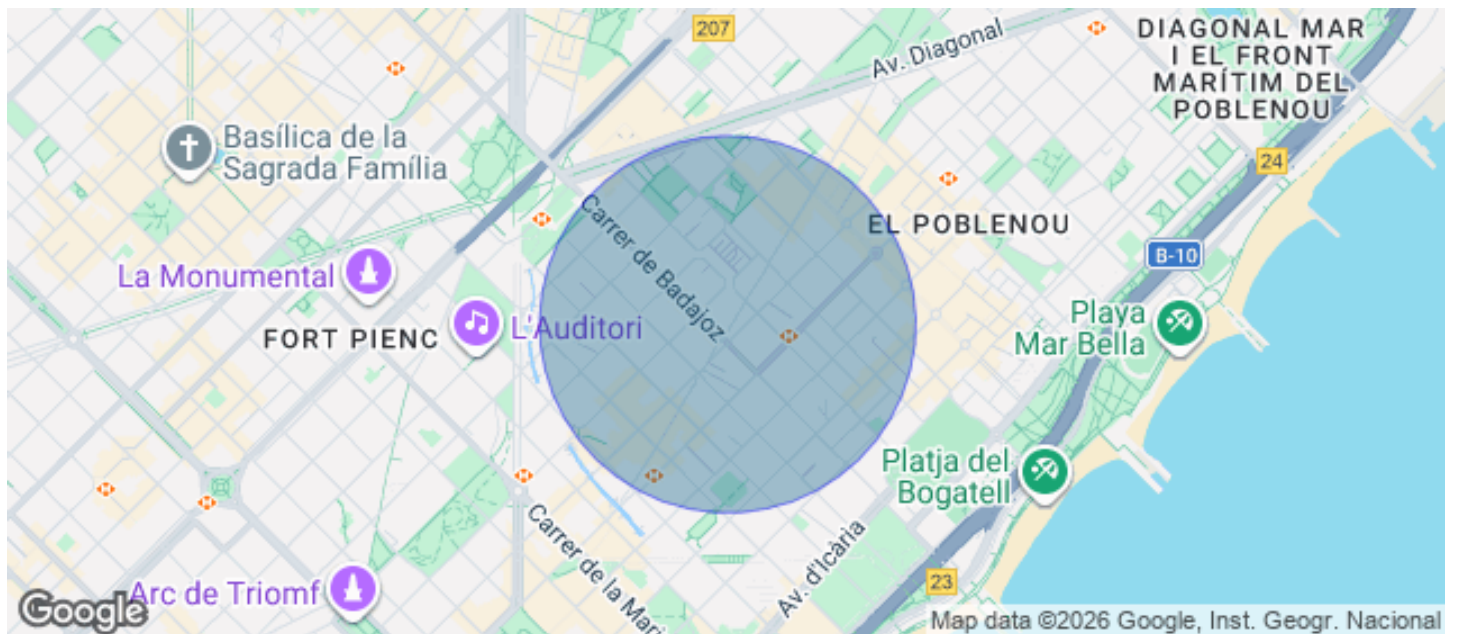 207
Av. Diagonal
DIAGONAL MAR
I EL FRONT
MARÍTIM DEL
POBLENOU
Basílica de la
Sagrada Família
24
Carrer de Badajoz
EL POBLENOU
B-10
La Monumental
L'Auditori
FORT PIENC
Playa
Mar Bella
Platja del
Bogatell
Carrer de la Mari
Av. d'Icària
23
Arc de Triomf
Google
Map data ©2026 Google, Inst. Geogr. Nacional